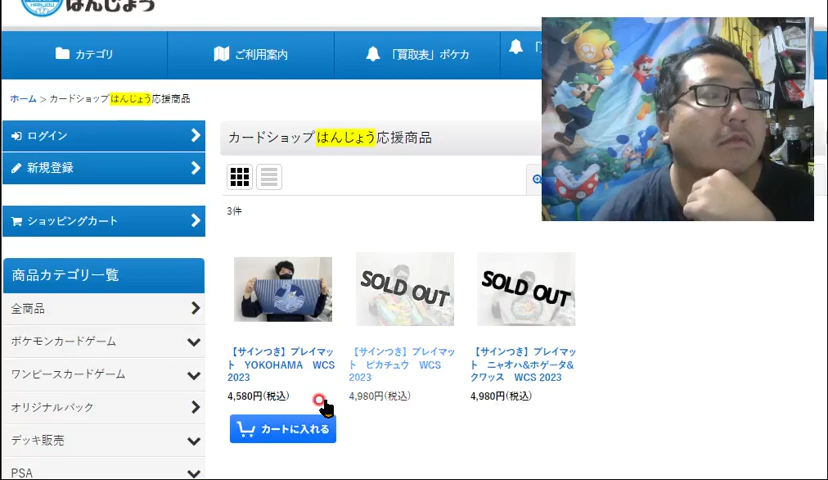 はんじょう
カテゴリ
ご利用案内
「買取表」ポケカ
ホーム > カードショップはんじょう応援商品
ログイン
カードショップはんじょう応援商品
新規登録
ショッピングカート
3件
商品カテゴリ一覧
全商品
ポケモンカードゲーム
ワンピースカードゲーム
オリジナルパック
デッキ販売
PSA
SOLD OUT
SOLD OUT
【サインつき】プレイマッ
ト YOKOHAMA WCS
2023
4,580円(税込)
カートに入れる
【サインつき】プレイマッ
ト ピカチュウ WCS
2023
4,980円(税込)
【サインつき】プレイマッ
ト ニャオハ&ホゲータ&
クワッス WCS 2023
4,980円(税込)